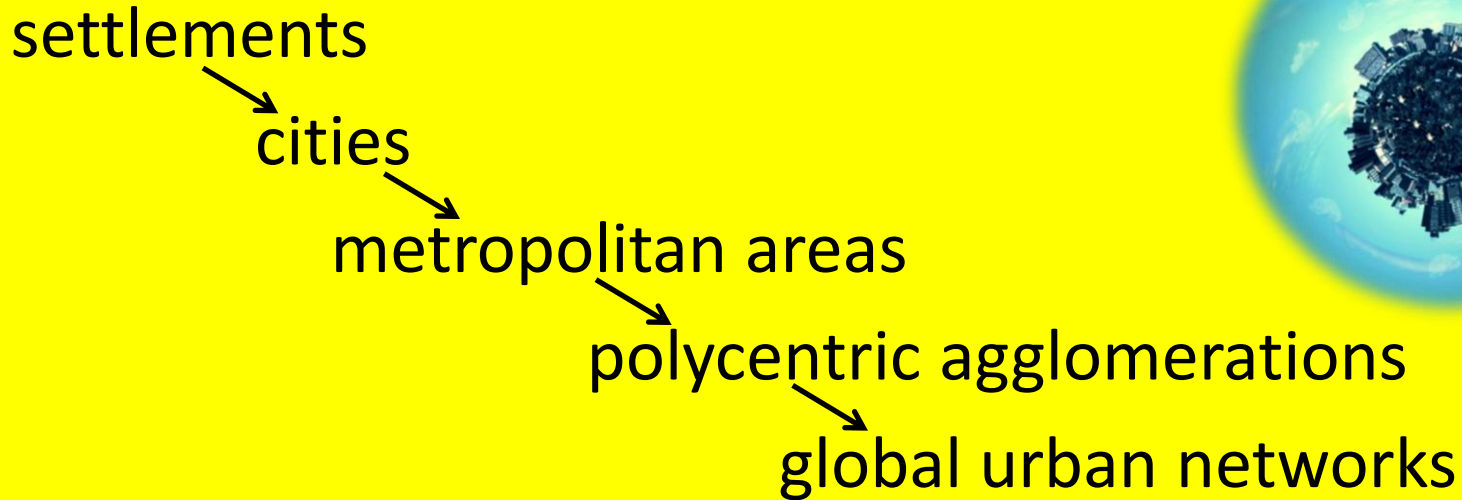 settlements
cities
metropolitan areas
polycentric agglomerations
global urban networks